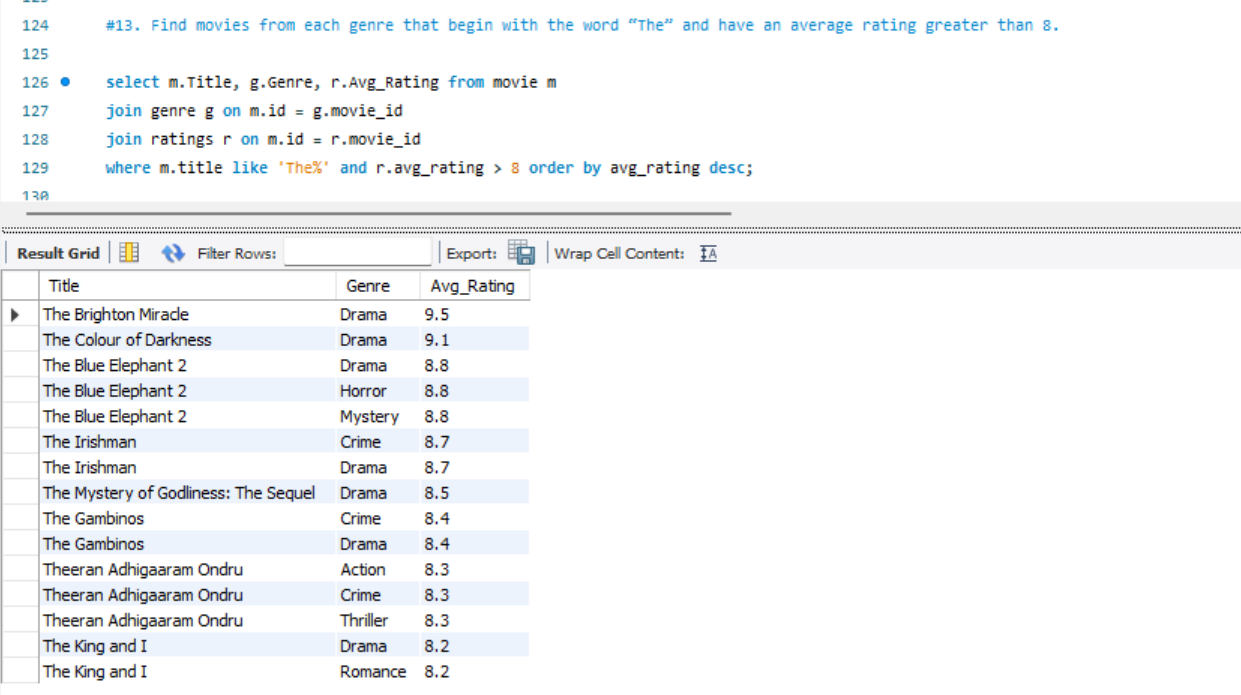 124 #13. Find movies from each genre that begin with the word “The” and have an average rating greater than 8.
125
126 select m.Title, g.Genre, r.Avg_Rating from movie m
127 join genre g on m.id = g.movie_id
128 join ratings r on m.id = r.movie_id
129 where m.title like 'The%' and r.avg_rating > 8 order by avg_rating desc;
130
Result Grid Filter Rows: Export: Wrap Cell Content: IA
Title Genre Avg_Rating
The Brighton Miracle Drama 9.5
The Colour of Darkness Drama 9.1
The Blue Elephant 2 Drama 8.8
The Blue Elephant 2 Horror 8.8
The Blue Elephant 2 Mystery 8.8
The Irishman Crime 8.7
The Irishman Drama 8.7
The Mystery of Godliness: The Sequel Drama 8.5
The Gambinos Crime 8.4
The Gambinos Drama 8.4
Theeran Adhigaaram Ondru Action 8.3
Theeran Adhigaaram Ondru Crime 8.3
Theeran Adhigaaram Ondru Thriller 8.3
The King and I Drama 8.2
The King and I Romance 8.2